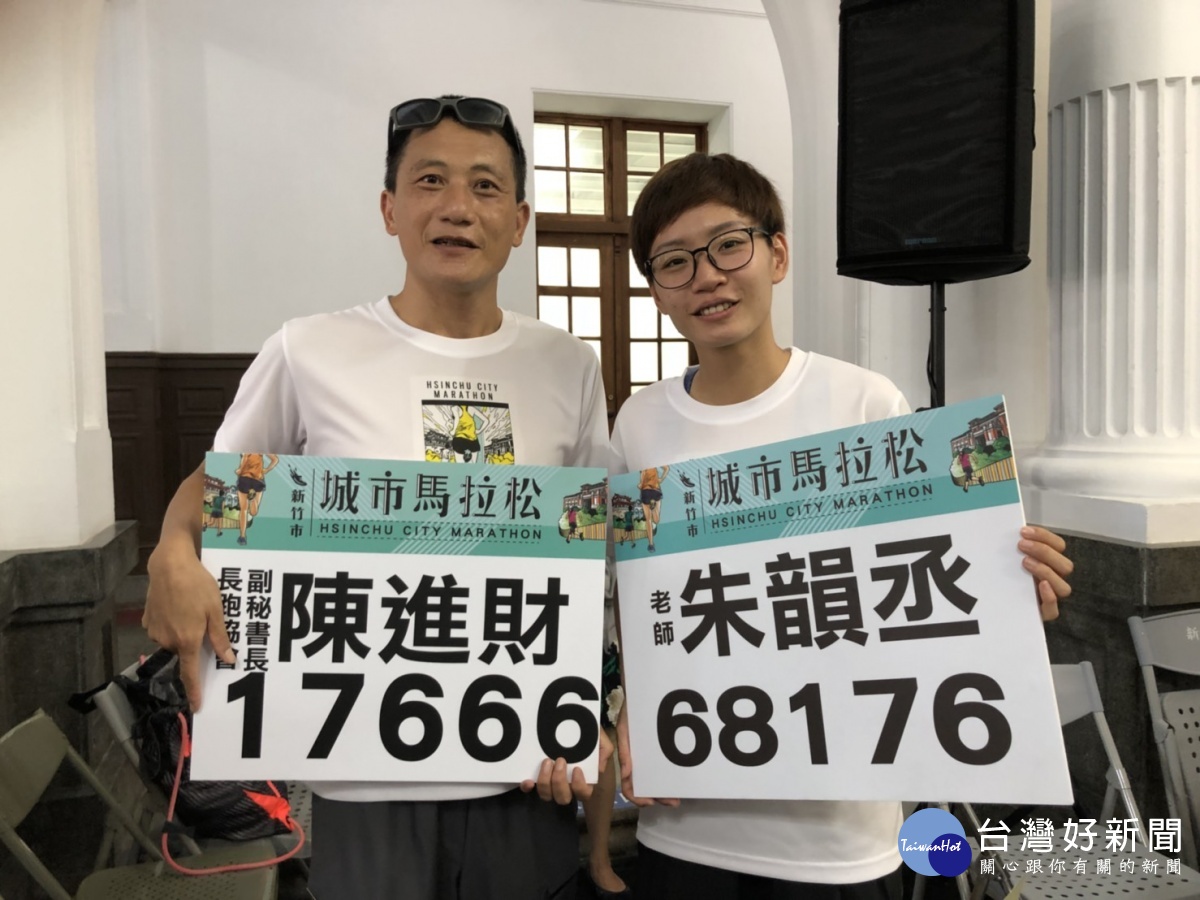 HSINCHU CITY
MARATHON
新竹市
城市馬拉松
HSINCHU CITY MARATHON
長跑協會
副秘書長
陳進財
17666
新竹市
城市馬拉松
HSINCHU CITY MARATHON
老師
朱韻丞
68176
TaiwanHot
台灣好新聞
關心跟你有關的新聞